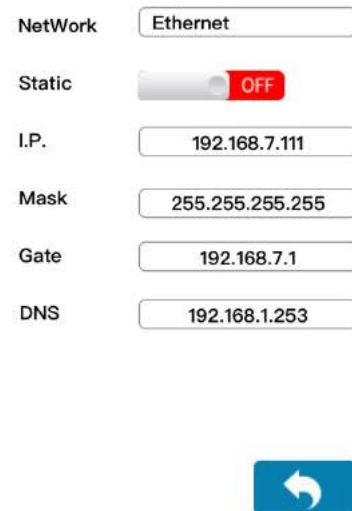 NetWork Ethernet
Static OFF
I.P. 192.168.7.111
Mask 255.255.255.255
Gate 192.168.7.1
DNS 192.168.1.253